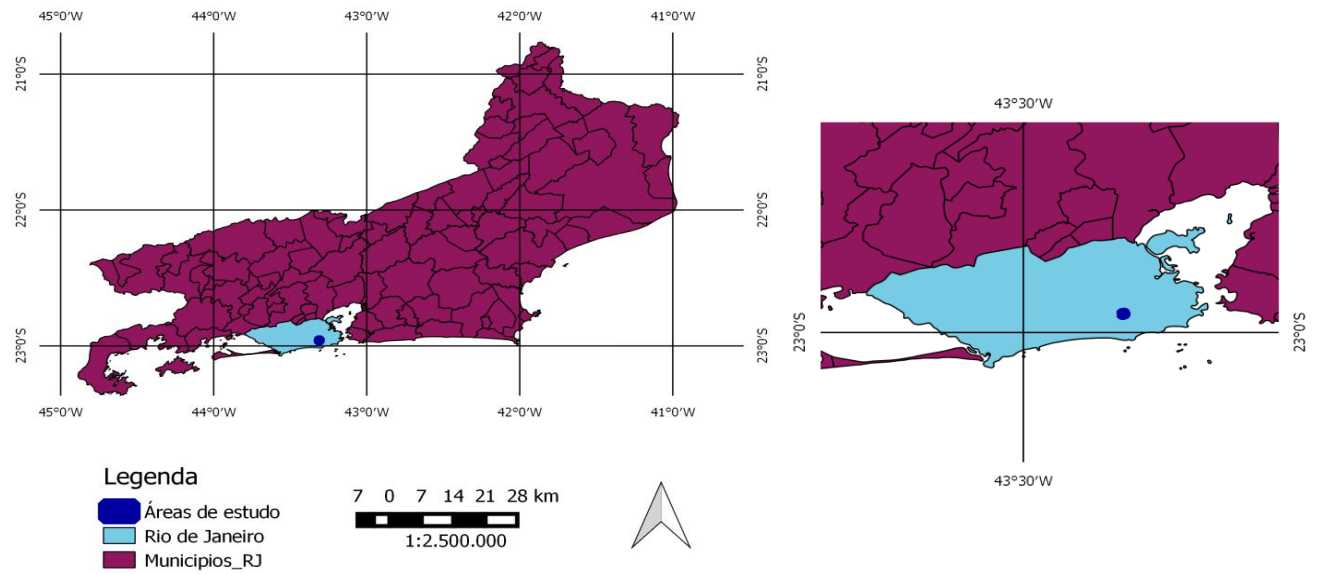 45°0'W 44°0'W 43°0'W 42°0'W 41°0'W
21°0'S 21°0'S
22°0'S 22°0'S
23°0'S 23°0'S
45°0'W 44°0'W 43°0'W 42°0'W 41°0'W
43°30'W
23°0'S 23°0'S
43°30'W
Legenda
Áreas de estudo
Rio de Janeiro
Municipios_RJ
7 0 7 14 21 28 km
1:2.500.000